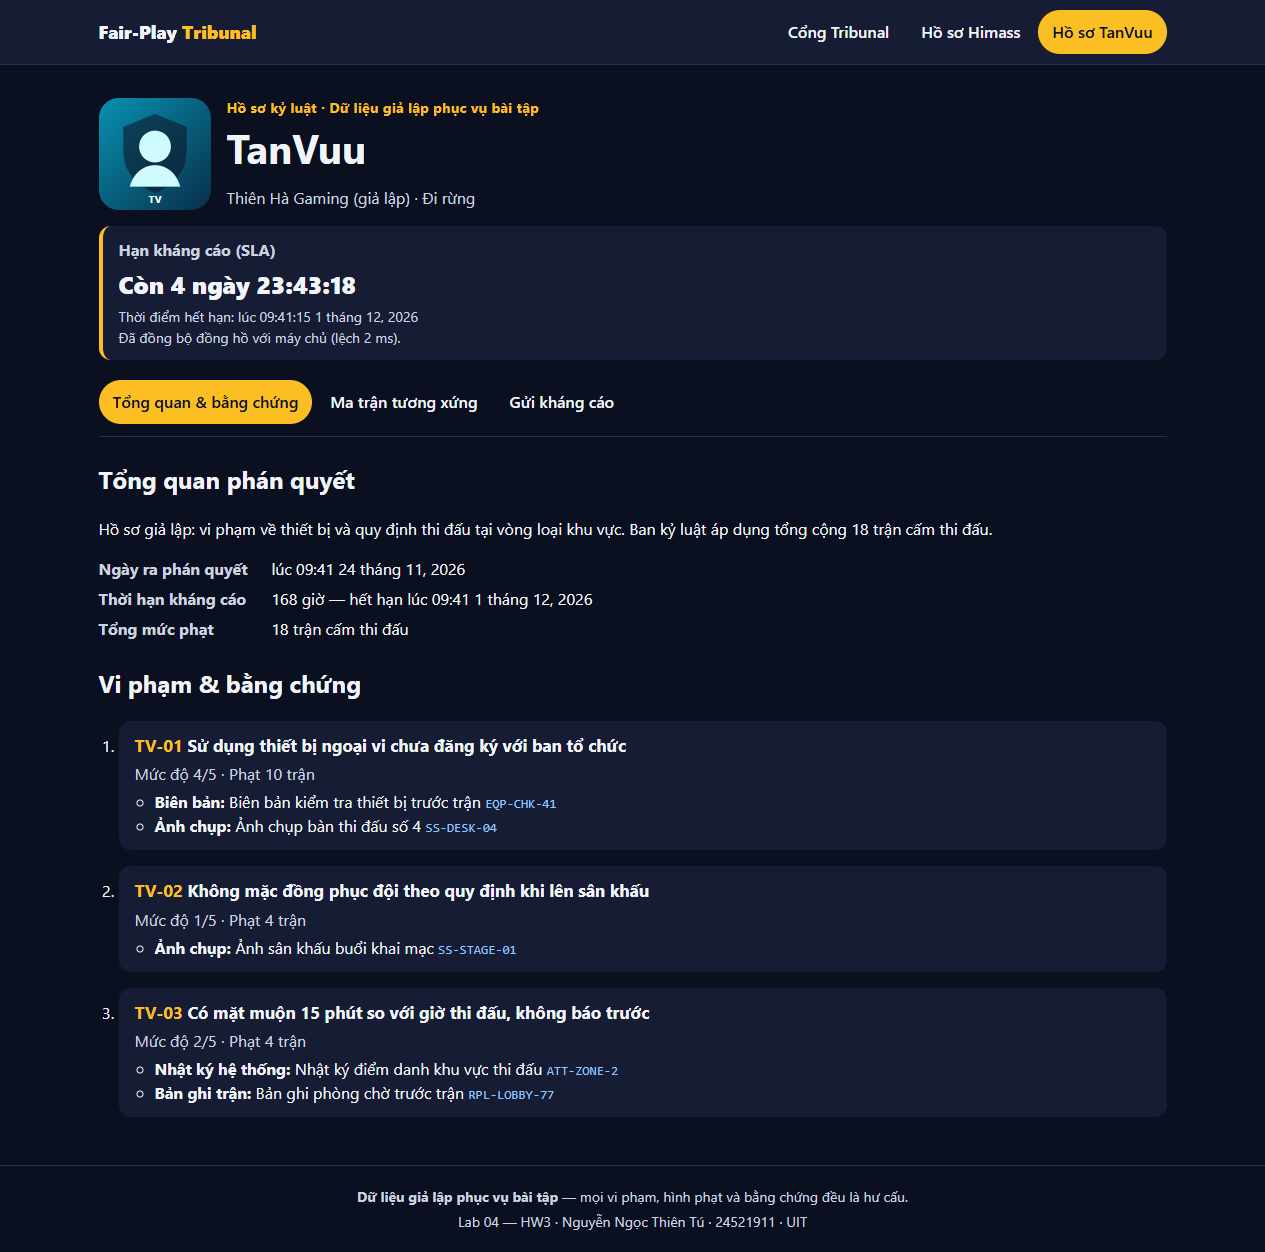 Fair-Play Tribunal
Cổng Tribunal
Hồ sơ Himass
Hồ sơ TanVuu
TV
Hồ sơ kỷ luật · Dữ liệu giả lập phục vụ bài tập
TanVuu
Thiên Hà Gaming (giả lập) · Đi rừng
Hạn kháng cáo (SLA)
Còn 4 ngày 23:43:18
Thời điểm hết hạn: lúc 09:41:15 1 tháng 12, 2026
Đã đồng bộ đồng hồ với máy chủ (lệch 2 ms).
Tổng quan & bằng chứng
Ma trận tương xứng
Gửi kháng cáo
Tổng quan phán quyết
Hồ sơ giả lập: vi phạm về thiết bị và quy định thi đấu tại vòng loại khu vực. Ban kỷ luật áp dụng tổng cộng 18 trận cấm thi đấu.
Ngày ra phán quyết lúc 09:41 24 tháng 11, 2026
Thời hạn kháng cáo 168 giờ — hết hạn lúc 09:41 1 tháng 12, 2026
Tổng mức phạt 18 trận cấm thi đấu
Vi phạm & bằng chứng
1. TV-01 Sử dụng thiết bị ngoại vi chưa đăng ký với ban tổ chức
Mức độ 4/5 · Phạt 10 trận
Biên bản: Biên bản kiểm tra thiết bị trước trận EQP-CHK-41
Ảnh chụp: Ảnh chụp bàn thi đấu số 4 SS-DESK-04
2. TV-02 Không mặc đồng phục đội theo quy định khi lên sân khấu
Mức độ 1/5 · Phạt 4 trận
Ảnh chụp: Ảnh sân khấu buổi khai mạc SS-STAGE-01
3. TV-03 Có mặt muộn 15 phút so với giờ thi đấu, không báo trước
Mức độ 2/5 · Phạt 4 trận
Nhật ký hệ thống: Nhật ký điểm danh khu vực thi đấu ATT-ZONE-2
Bản ghi trận: Bản ghi phòng chờ trước trận RPL-LOBBY-77
Dữ liệu giả lập phục vụ bài tập — mọi vi phạm, hình phạt và bằng chứng đều là hư cấu.
Lab 04 — HW3 · Nguyễn Ngọc Thiên Tú · 24521911 · UIT